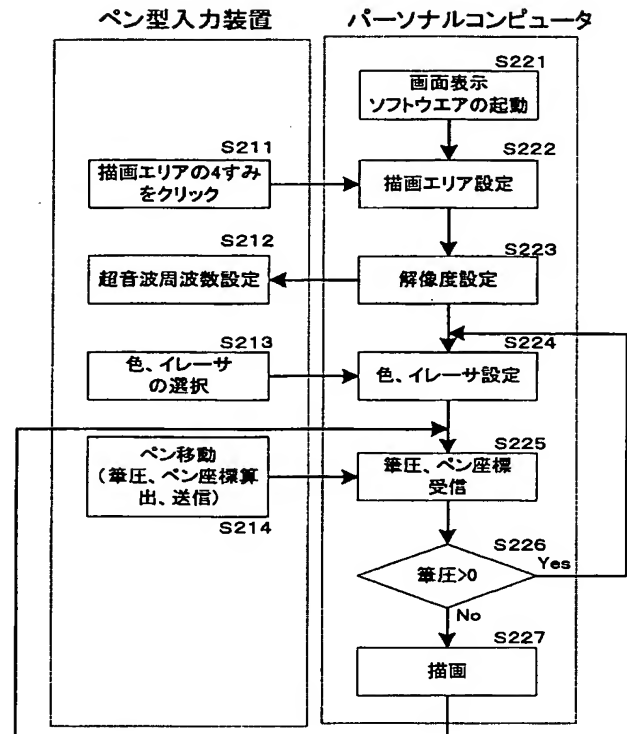 ペン型入力装置
パーソナルコンピュータ
S221
画面表示
ソフトウエアの起動
S211
描画エリアの4すみ
をクリック
S222
描画エリア設定
S212
超音波周波数設定
S223
解像度設定
S213
色、イレーサ
の選択
S224
色、イレーサ設定
ペン移動
(筆圧、ペン座標算
出、送信)
S214
S225
筆圧、ペン座標
受信
S226
筆圧>0
Yes
No
S227
描画